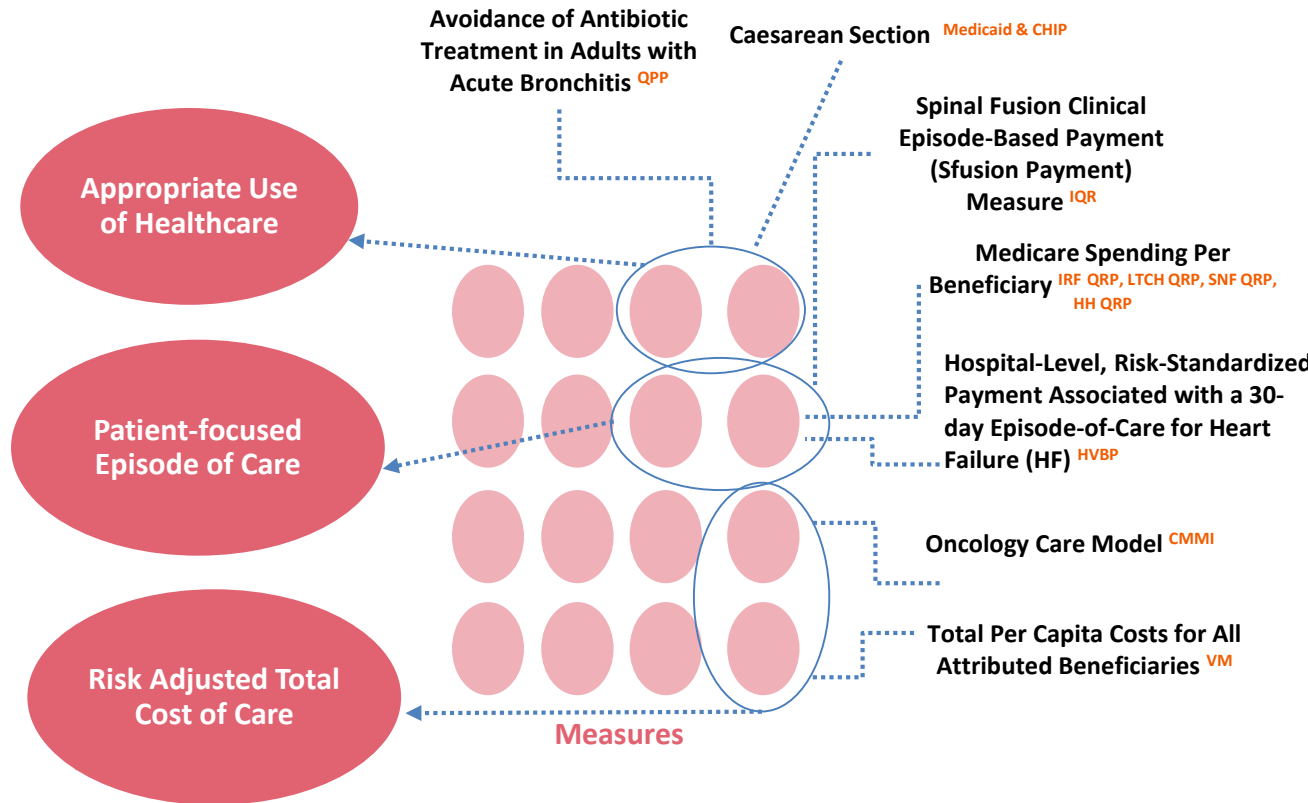 Avoidance of Antibiotic
Treatment in Adults with
Acute Bronchitis QPP
Caesarean Section Medicaid & CHIP
Spinal Fusion Clinical
Episode-Based Payment
(Sfusion Payment)
Measure IQR
Appropriate Use
of Healthcare
Medicare Spending Per
Beneficiary IRF QRP, LTCH QRP, SNF QRP,
HH QRP
Hospital-Level, Risk-Standardized
Payment Associated with a 30-
day Episode-of-Care for Heart
Failure (HF) HVBP
Patient-focused
Episode of Care
Oncology Care Model CMMI
Total Per Capita Costs for All
Attributed Beneficiaries VM
Risk Adjusted Total
Cost of Care
Measures